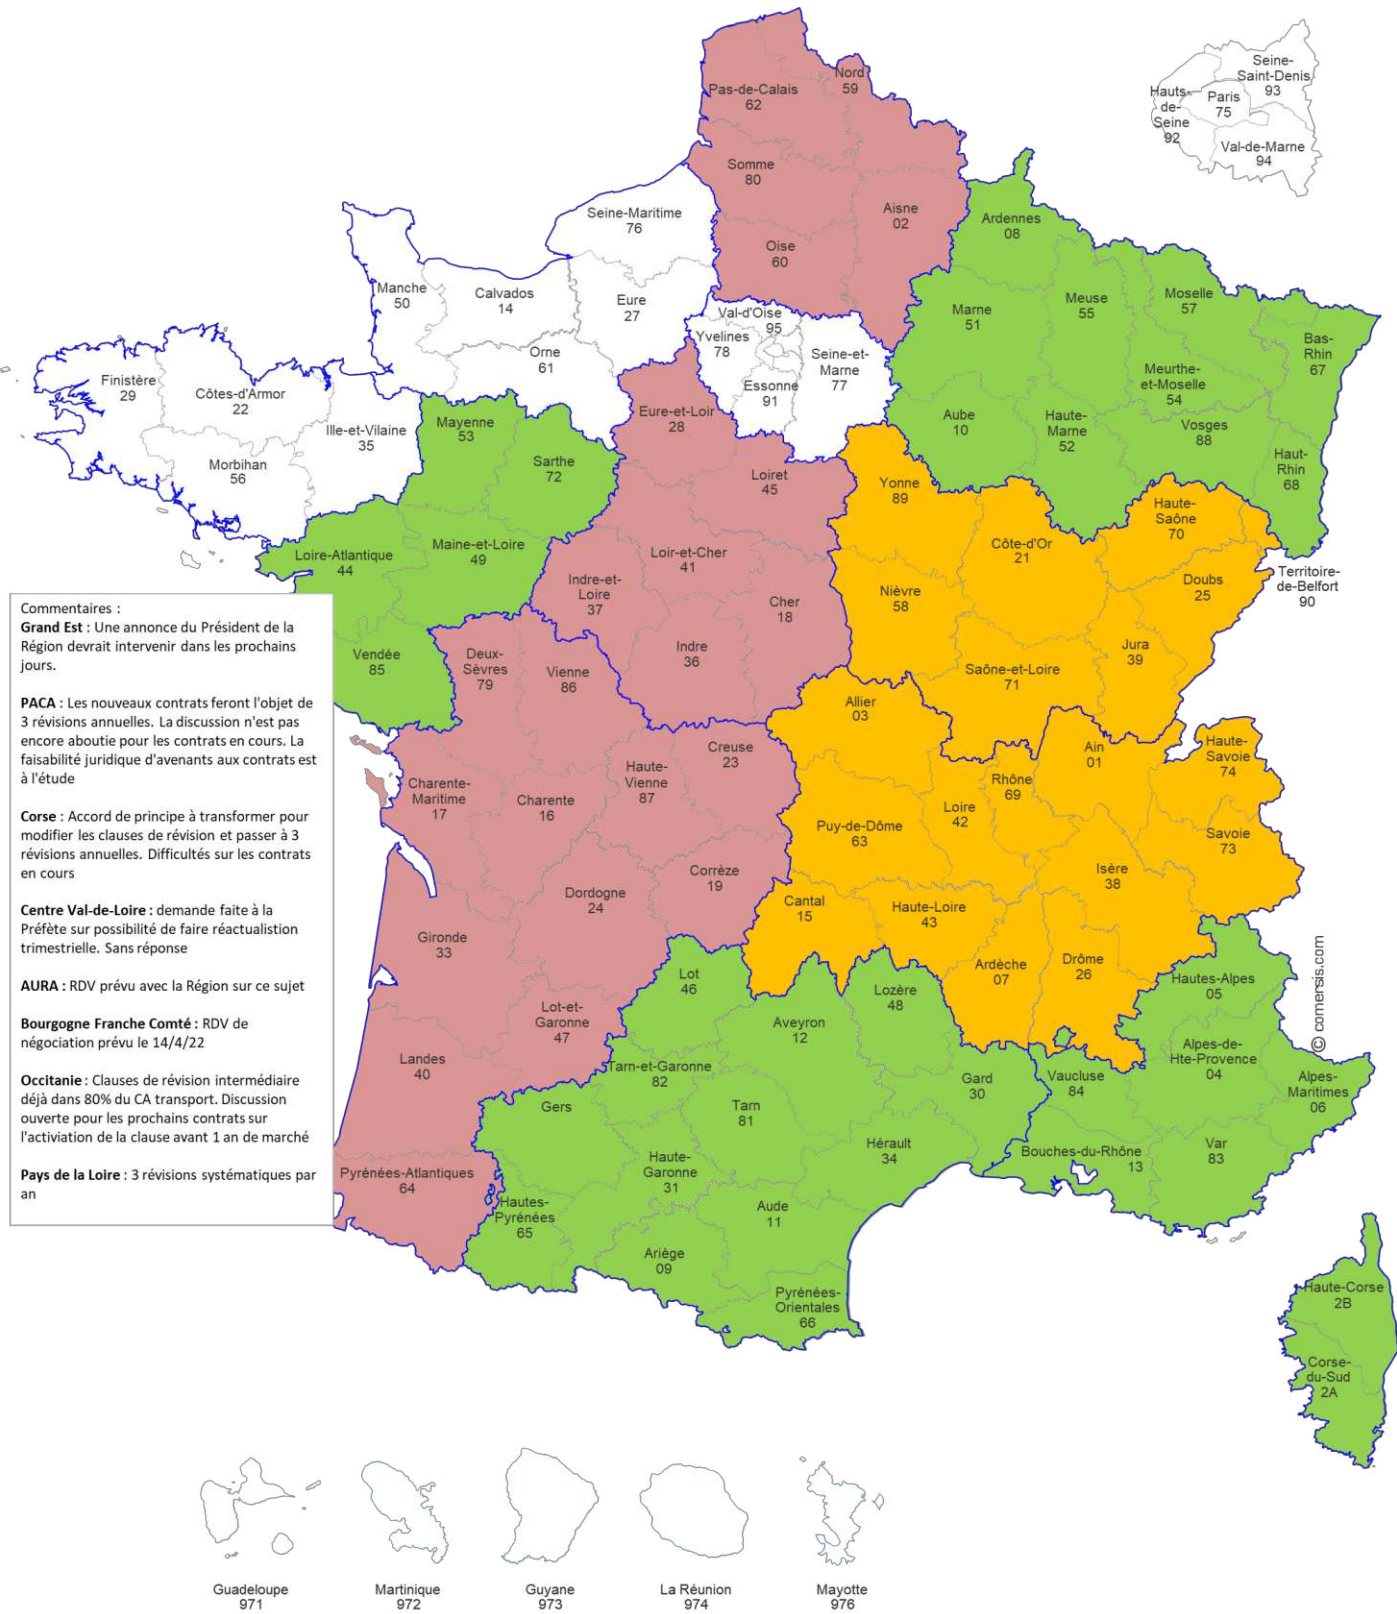 Nord
59
Pas-de-Calais
62
Somme
80
Aisne
02
Oise
60
Seine-
Saint-Denis
93
Hauts-
de-
Seine
92
Paris
75
Val-de-Marne
94
Seine-Maritime
76
Ardennes
08
Manche
50
Calvados
14
Eure
27
Val-d'Oise
95
Yvelines
78
Seine-et-
Marne
77
Essonne
91
Marne
51
Meuse
55
Moselle
57
Bas-
Rhin
67
Meurthe-
et-Moselle
54
Orne
61
Finistère
29
Côtes-d'Armor
22
Ille-et-Vilaine
35
Morbihan
56
Mayenne
53
Sarthe
72
Eure-et-Loir
28
Loiret
45
Aube
10
Haute-
Marne
52
Vosges
88
Haut-
Rhin
68
Yonne
89
Côte-d'Or
21
Haute-
Saône
70
Territoire-
de-Belfort
90
Loire-Atlantique
44
Maine-et-Loire
49
Loir-et-Cher
41
Indre-et-
Loire
37
Cher
18
Indre
36
Nièvre
58
Doubs
25
Jura
39
Saône-et-Loire
71
Vendée
85
Deux-
Sèvres
79
Vienne
86
Allier
03
Ain
01
Haute-
Savoie
74
Creuse
23
Haute-
Vienne
87
Charente-
Maritime
17
Charente
16
Puy-de-Dôme
63
Loire
42
Rhône
69
Savoie
73
Isère
38
Corrèze
19
Dordogne
24
Gironde
33
Cantal
15
Haute-Loire
43
Ardèche
07
Drôme
26
Hautes-Alpes
05
Lot
46
Lozère
48
Aveyron
12
Lot-et-
Garonne
47
Landes
40
Tarn-et-Garonne
82
Gers
Tarn
81
Gard
30
Vaucluse
84
Alpes-de-
Hte-Provence
04
Alpes-
Maritimes
06
Hérault
34
Bouches-du-Rhône
13
Var
83
Haute-
Garonne
31
Pyrénées-Atlantiques
64
Hautes-
Pyrénées
65
Aude
11
Ariège
09
Pyrénées-
Orientales
66
Haute-Corse
2B
Corse-
du-Sud
2A
© comersis.com
Commentaires :
Grand Est : Une annonce du Président de la
Région devrait intervenir dans les prochains
jours.
PACA : Les nouveaux contrats feront l'objet de
3 révisions annuelles. La discussion n'est pas
encore aboutie pour les contrats en cours. La
faisabilité juridique d'avenants aux contrats est
à l'étude
Corse : Accord de principe à transformer pour
modifier les clauses de révision et passer à 3
révisions annuelles. Difficultés sur les contrats
en cours
Centre Val-de-Loire : demande faite à la
Préfète sur possibilité de faire réactualistion
trimestrielle. Sans réponse
AURA : RDV prévu avec la Région sur ce sujet
Bourgogne Franche Comté : RDV de
négociation prévu le 14/4/22
Occitanie : Clauses de révision intermédiaire
déjà dans 80% du CA transport. Discussion
ouverte pour les prochains contrats sur
l'activiation de la clause avant 1 an de marché
Pays de la Loire : 3 révisions systématiques par
an
Guadeloupe
971
Martinique
972
Guyane
973
La Réunion
974
Mayotte
976